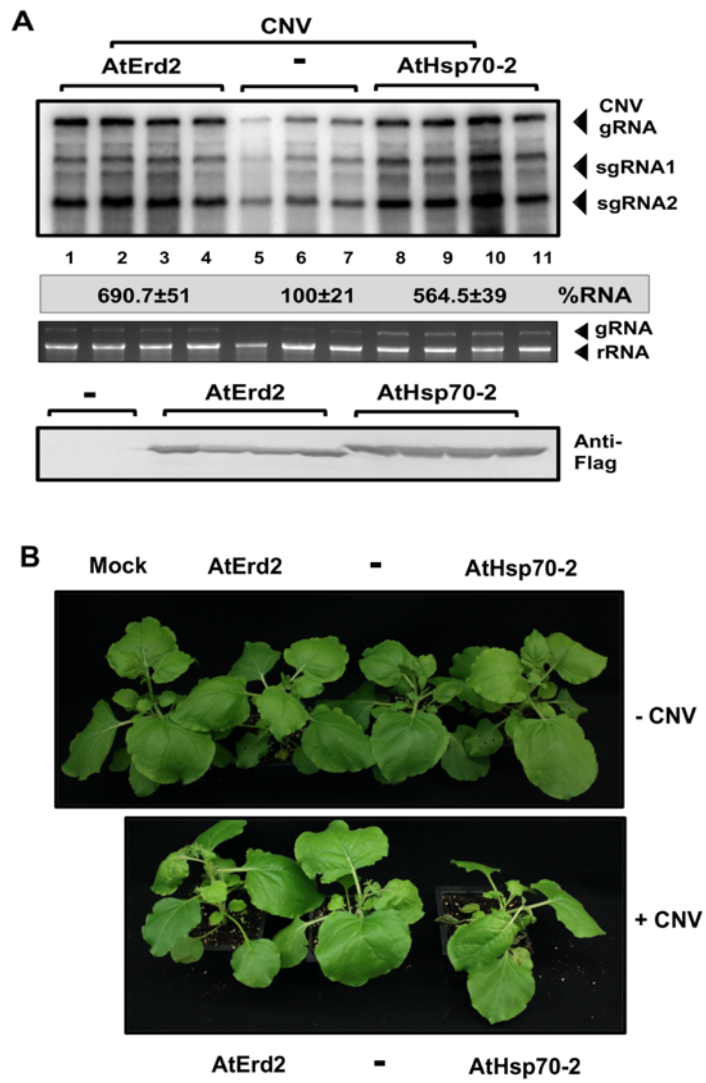 A
CNV
AtErd2 - AtHsp70-2
CNV
gRNA
sgRNA1
sgRNA2
1 2 3 4 5 6 7 8 9 10 11
690.7±51 100±21 564.5±39 %RNA
gRNA
rRNA
- AtErd2 AtHsp70-2
Anti-
Flag
B
Mock AtErd2 - AtHsp70-2
- CNV
+ CNV
AtErd2 - AtHsp70-2